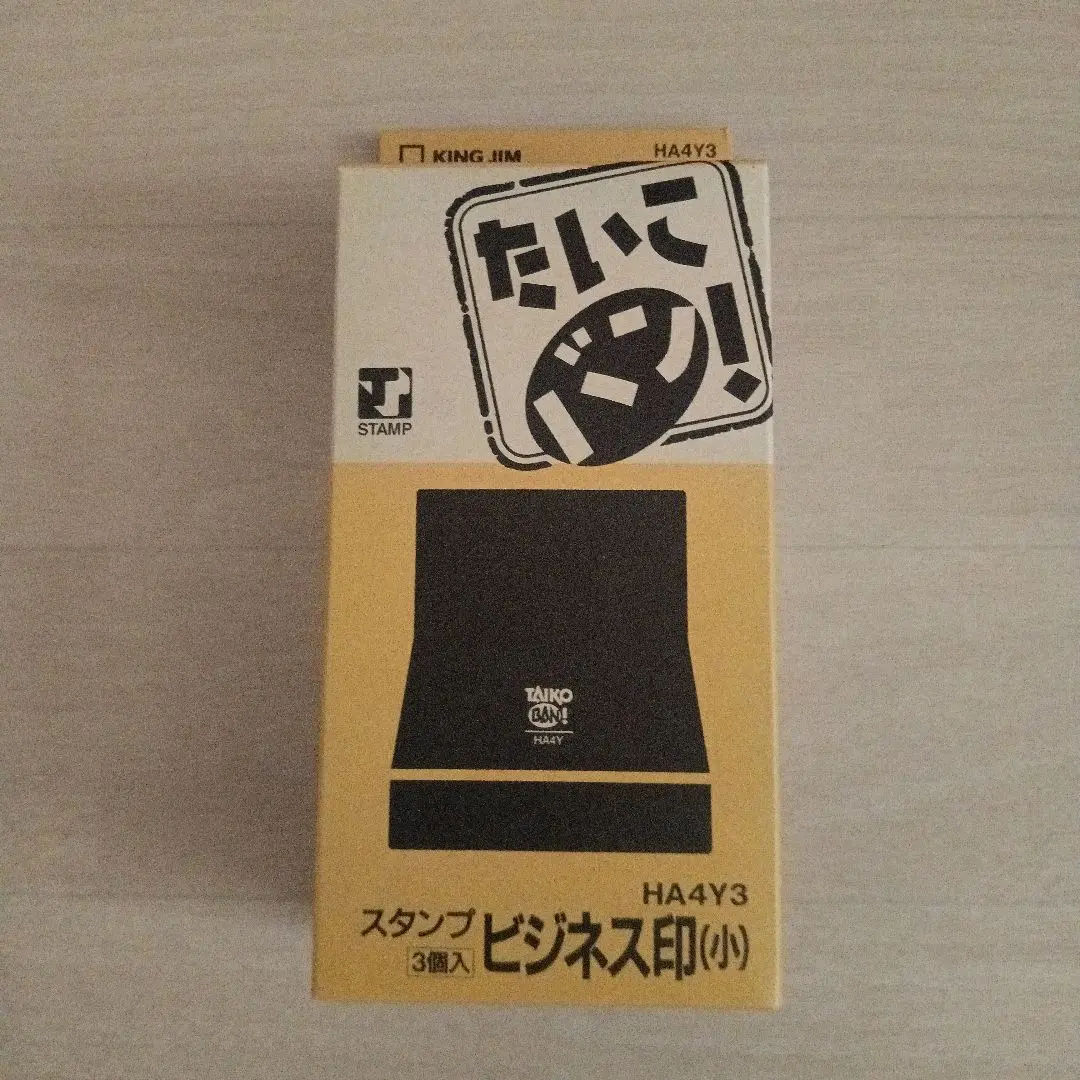 KING JIM
HA4Y3
たいこ
バン!
STAMP
TAIKO
BAN!
HA4Y
HA4Y3
スタンプ
3個入
ビジネス印(小)